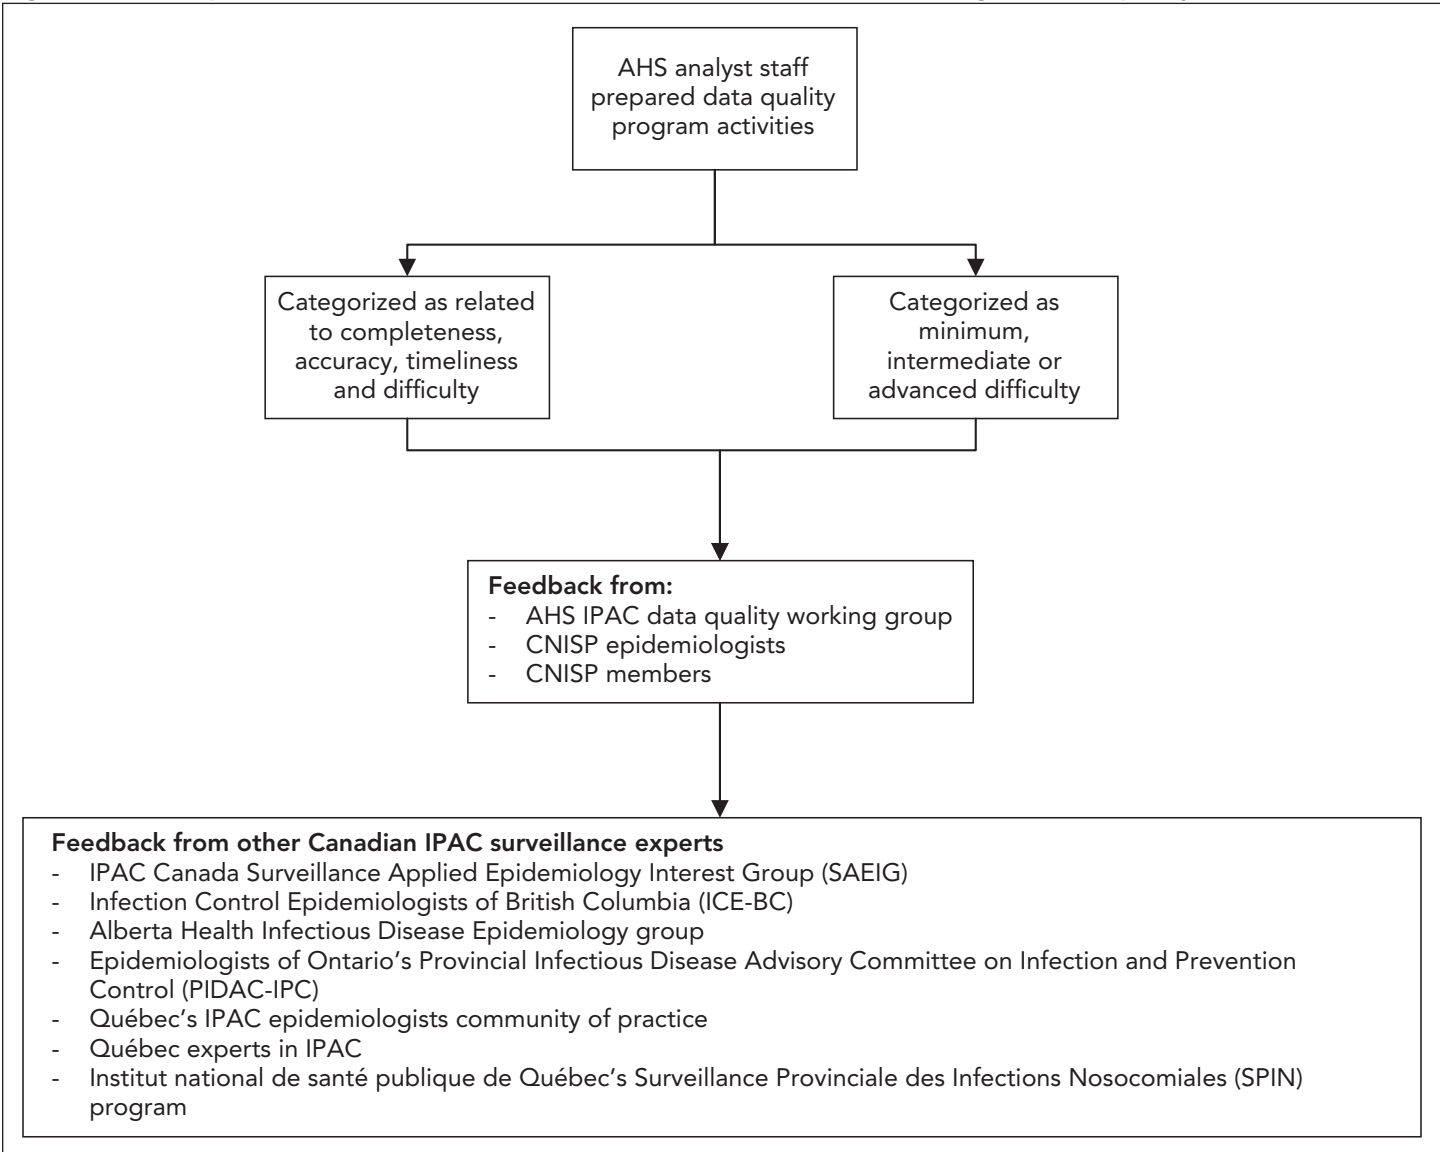 AHS analyst staff
prepared data quality
program activities
Categorized as related
to completeness,
accuracy, timeliness
and difficulty
Categorized as
minimum,
intermediate or
advanced difficulty
Feedback from:
- AHS IPAC data quality working group
- CNISP epidemiologists
- CNISP members
Feedback from other Canadian IPAC surveillance experts
- IPAC Canada Surveillance Applied Epidemiology Interest Group (SAEIG)
- Infection Control Epidemiologists of British Columbia (ICE-BC)
- Alberta Health Infectious Disease Epidemiology group
- Epidemiologists of Ontario’s Provincial Infectious Disease Advisory Committee on Infection and Prevention
Control (PIDAC-IPC)
- Québec’s IPAC epidemiologists community of practice
- Québec experts in IPAC
- Institut national de santé publique de Québec’s Surveillance Provinciale des Infections Nosocomiales (SPIN)
program